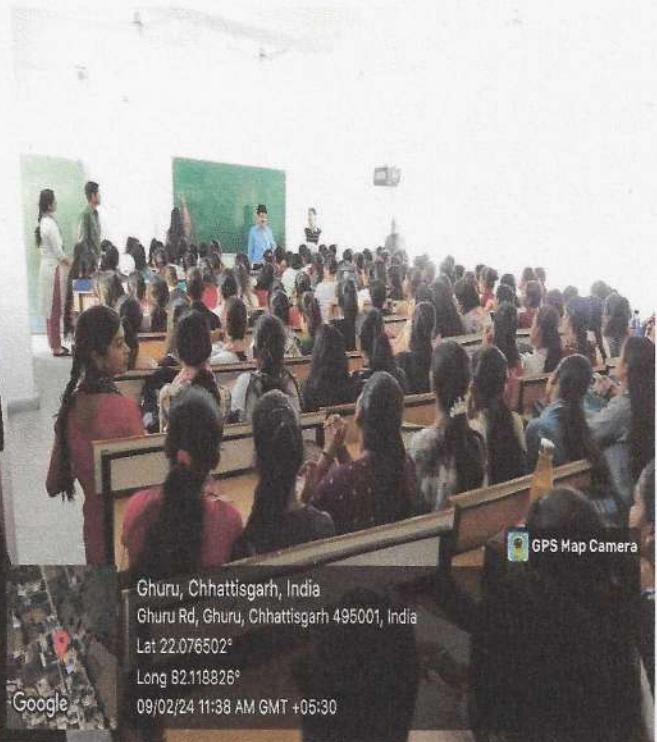 GPS Map Camera
Ghuru, Chhattisgarh, India
Ghuru Rd, Ghuru, Chhattisgarh 495001, India
Lat 22.076502°
Long 82.118826°
09/02/24 11:38 AM GMT +05:30
Google